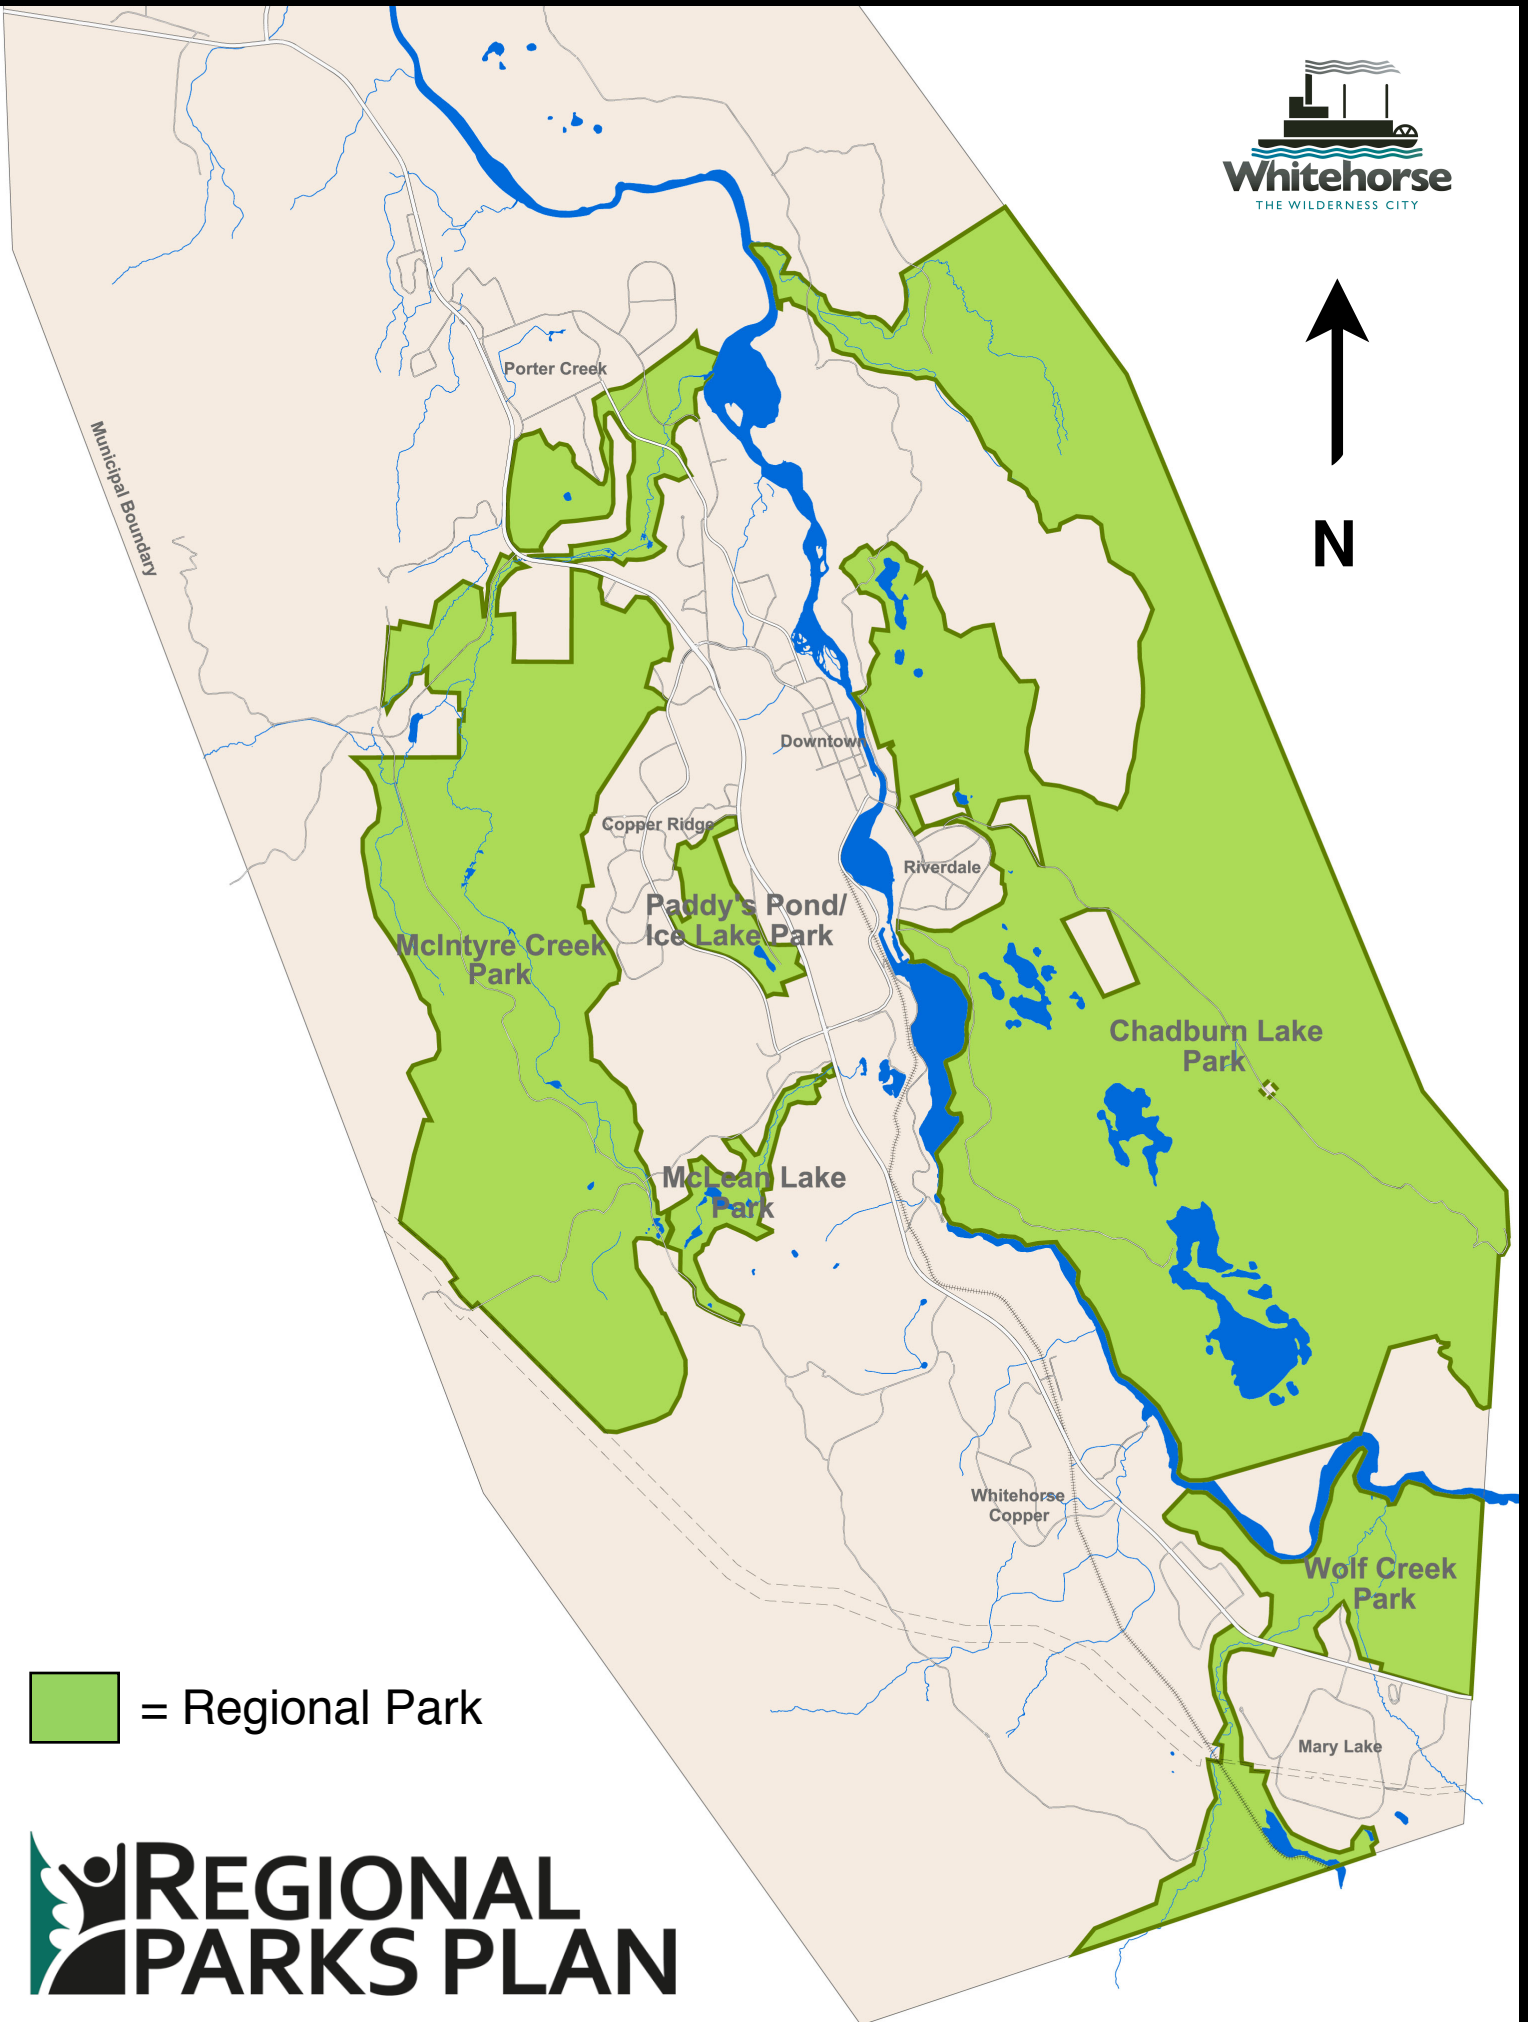 Whitehorse
THE WILDERNESS CITY
N
Porter Creek
Municipal Boundary
Downtown
Copper Ridge
Riverdale
Paddy's Pond/
Ice Lake Park
McIntyre Creek
Park
Chadburn Lake
Park
McLean Lake
Park
Whitehorse
Copper
Wolf Creek
Park
Mary Lake
= Regional Park
REGIONAL
PARKS PLAN